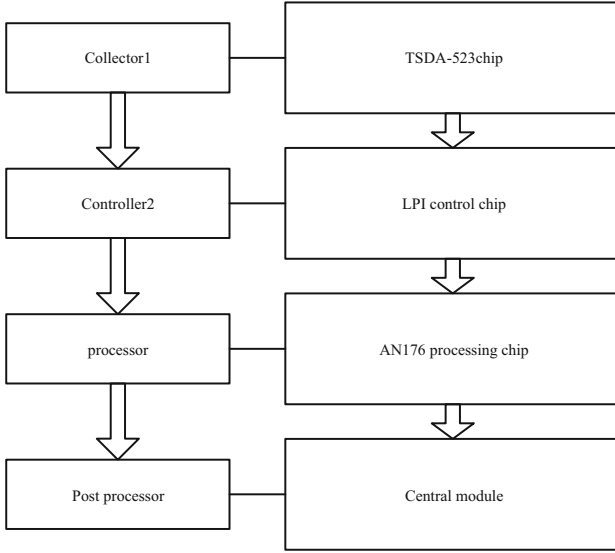 Collector1
TSDA-523chip
Controller2
LPI control chip
processor
AN176 processing chip
Post processor
Central module